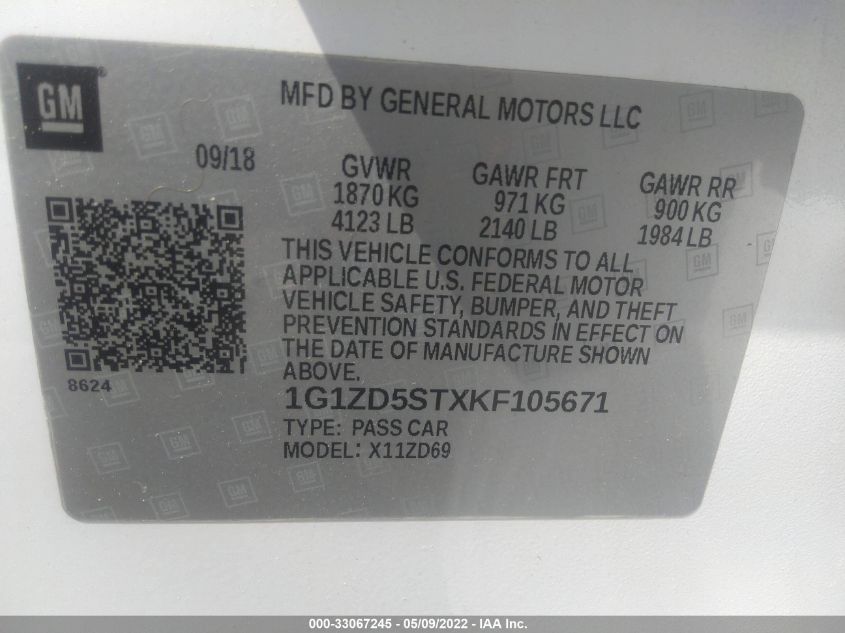 GM
MFD BY GENERAL MOTORS LLC
09/18
GVWR
1870 KG
4123 LB
GAWR FRT
971 KG
2140 LB
GAWR RR
900 KG
1984 LB
THIS VEHICLE CONFORMS TO ALL
APPLICABLE U.S. FEDERAL MOTOR
VEHICLE SAFETY, BUMPER, AND THEFT
PREVENTION STANDARDS IN EFFECT ON
THE DATE OF MANUFACTURE SHOWN
ABOVE.
8624
1G1ZD5STXKF105671
TYPE: PASS CAR
MODEL: X11ZD69
000-33067245 - 05/09/2022 - IAA Inc.